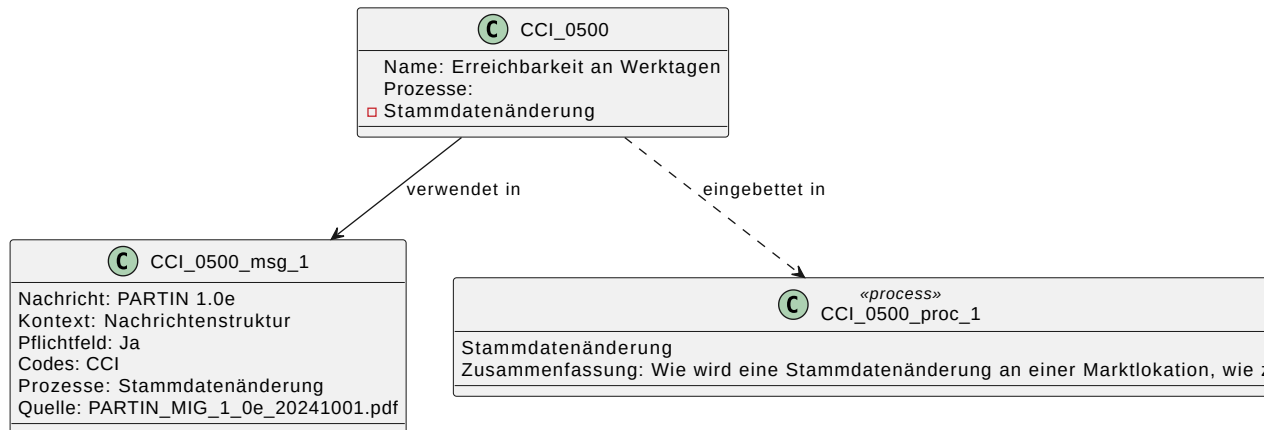 C CCI_0500
Name: Erreichbarkeit an Werktagen
Prozesse:
Stammdatenänderung
verwendet in
eingebettet in
C CCI_0500_msg_1
Nachricht: PARTIN 1.0e
Kontext: Nachrichtenstruktur
Pflichtfeld: Ja
Codes: CCI
Prozesse: Stammdatenänderung
Quelle: PARTIN_MIG_1_0e_20241001.pdf
C «process»
CCI_0500_proc_1
Stammdatenänderung
Zusammenfassung: Wie wird eine Stammdatenänderung an einer Marktlokation, wie